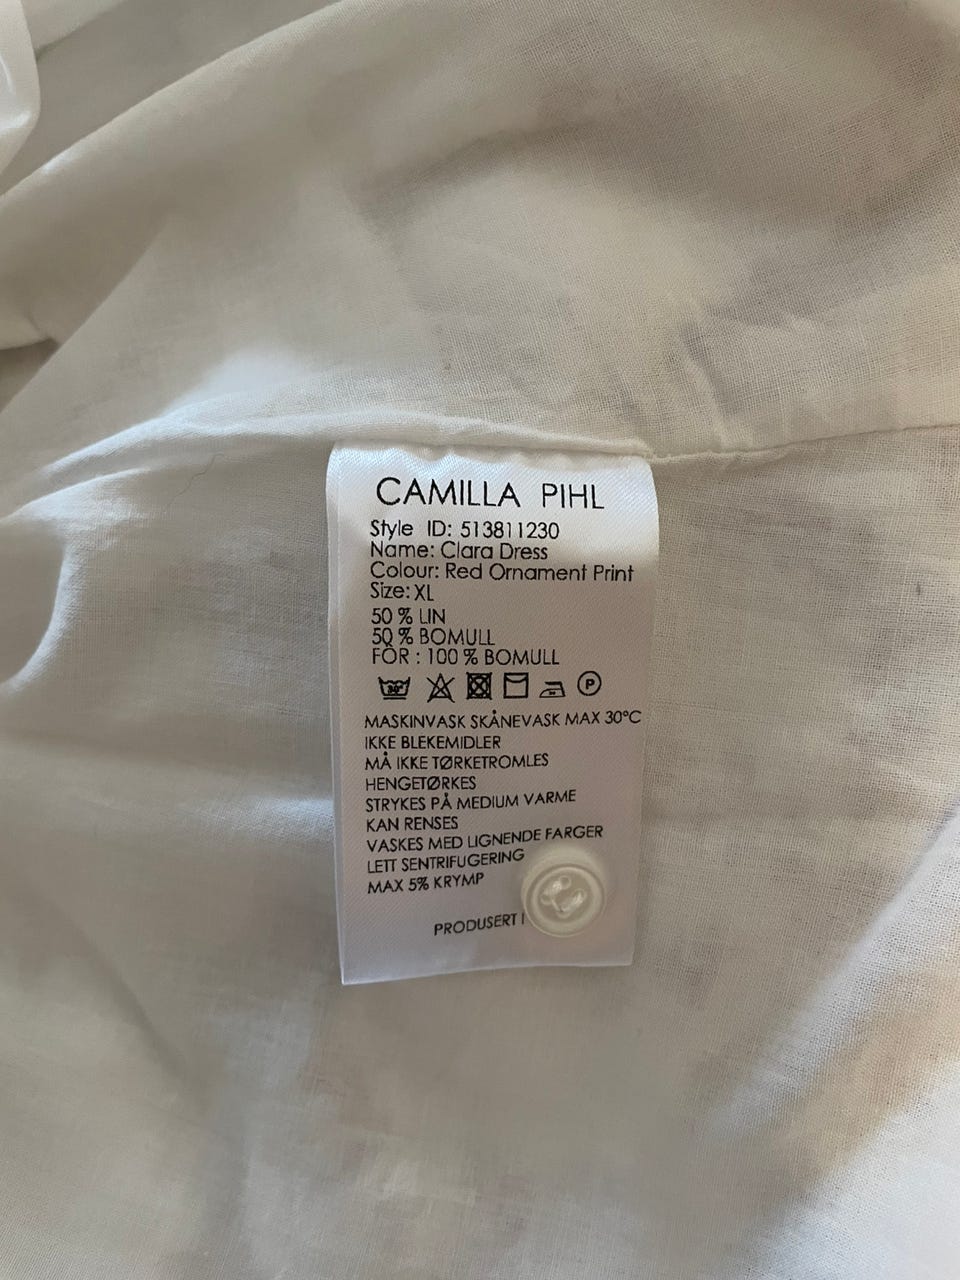 CAMILLA PIHL
Style ID: 513811230
Name: Clara Dress
Colour: Red Ornament Print
Size: XL
50 % LIN
50 % BOMULL
FÔR : 100 % BOMULL
30°
P
MASKINVASK SKÅNEVASK MAX 30°C
IKKE BLEKEMIDLER
MÅ IKKE TØRKETROMLES
HENGETØRKES
STRYKES PÅ MEDIUM VARME
KAN RENSES
VASKES MED LIGNENDE FARGER
LETT SENTRIFUGERING
MAX 5% KRYMP
PRODUSERT I